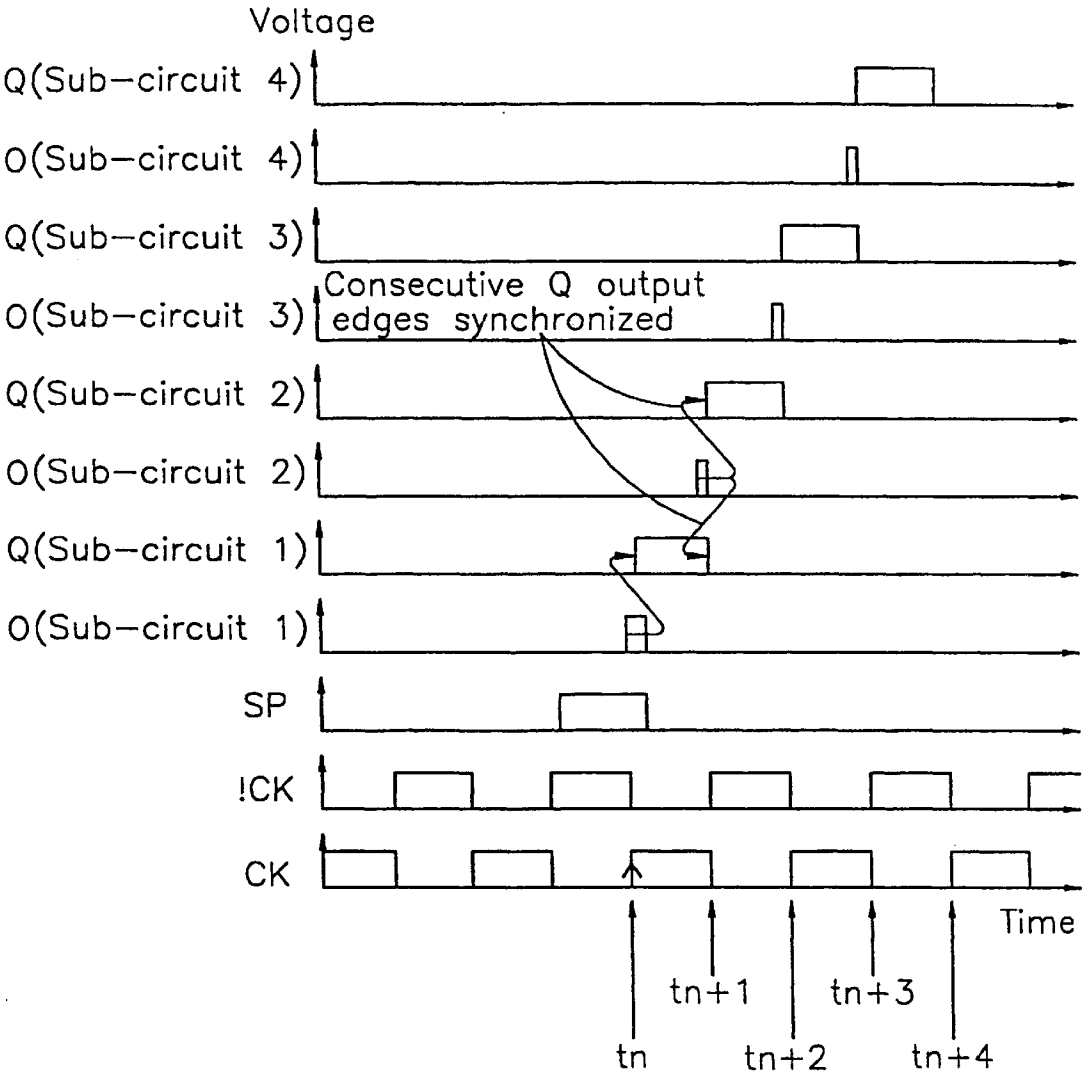 Voltage
Q(Sub-circuit 4)
O(Sub-circuit 4)
Q(Sub-circuit 3)
Consecutive Q output
edges synchronized
O(Sub-circuit 3)
Q(Sub-circuit 2)
O(Sub-circuit 2)
Q(Sub-circuit 1)
O(Sub-circuit 1)
SP
!CK
CK
Time
tn+1
tn+3
tn
tn+2
tn+4